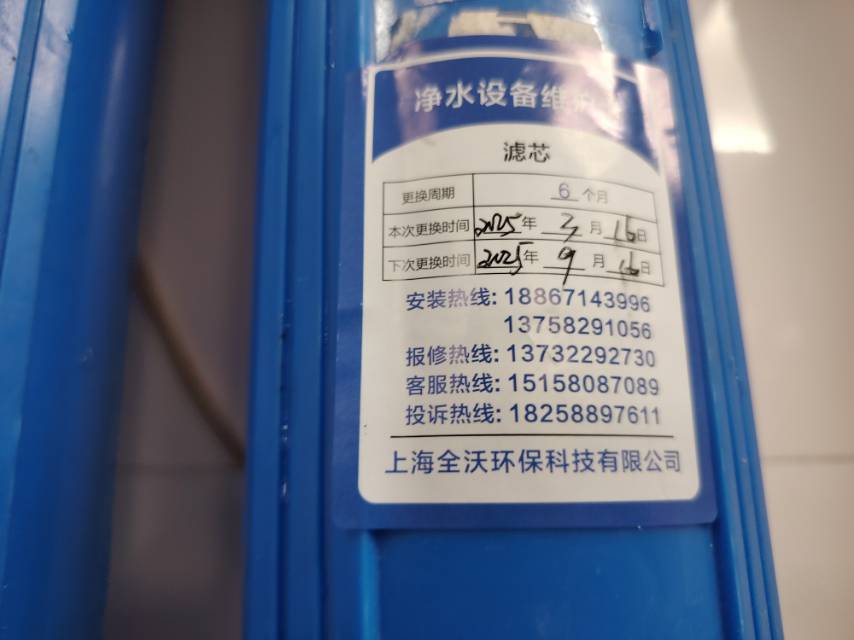 净水设备维
滤芯
更换周期 6 个月
本次更换时间 2025年 3 月 16日
下次更换时间 2025年 9 月 16日
安装热线: 18867143996
13758291056
报修热线: 13732292730
客服热线: 15158087089
投诉热线: 18258897611
上海全沃环保科技有限公司